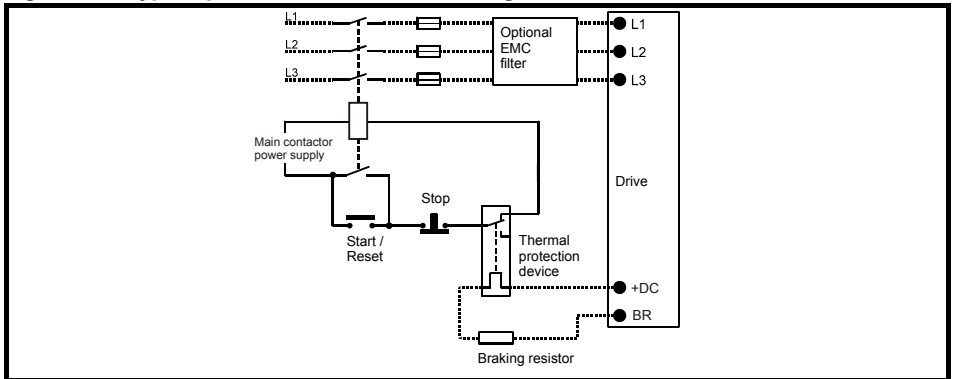 L1
L2
L3
Optional
EMC
filter
L1
L2
L3
Main contactor
power supply
Drive
Stop
Start /
Reset
Thermal
protection
device
+DC
BR
Braking resistor